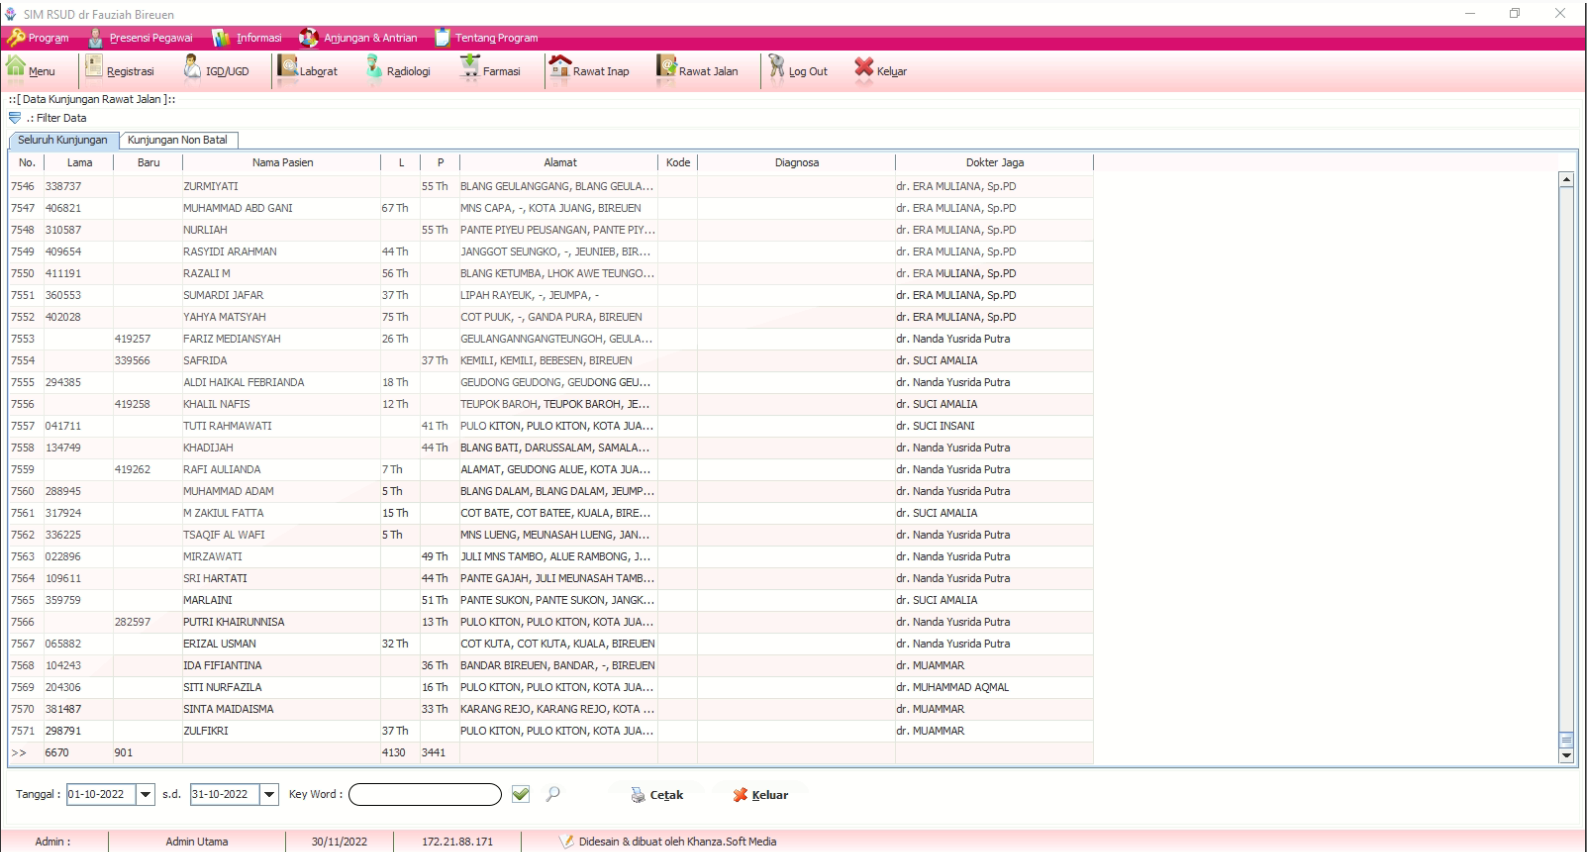 SIM RSUD dr Fauziah Bireuen
Program Presensi Pegawai Informasi Anjungan & Antrian Tentang Program
Menu Registrasi IGD/UGD Laborat Radiologi Farmasi Rawat Inap Rawat Jalan Log Out Keluar
::[ Data Kunjungan Rawat Jalan ]::
.: Filter Data
Seluruh Kunjungan Kunjungan Non Batal
No. Lama Baru Nama Pasien L P Alamat Kode Diagnosa Dokter Jaga
7546 338737 ZURMIYATI 55 Th BLANG GEULANGGANG, BLANG GEULA... dr. ERA MULIANA, Sp.PD
7547 406821 MUHAMMAD ABD GANI 67 Th MNS CAPA, -, KOTA JUANG, BIREUEN dr. ERA MULIANA, Sp.PD
7548 310587 NURLIAH 55 Th PANTE PIYEU PEUSANGAN, PANTE PIY... dr. ERA MULIANA, Sp.PD
7549 409654 RASYIDI ARAHMAN 44 Th JANGGOT SEUNGKO, -, JEUNIEB, BIR... dr. ERA MULIANA, Sp.PD
7550 411191 RAZALI M 56 Th BLANG KETUMBA, LHOK AWE TEUNGO... dr. ERA MULIANA, Sp.PD
7551 360553 SUMARDI JAFAR 37 Th LIPAH RAYEUK, -, JEUMPA, - dr. ERA MULIANA, Sp.PD
7552 402028 YAHYA MATSYAH 75 Th COT PUUK, -, GANDA PURA, BIREUEN dr. ERA MULIANA, Sp.PD
7553 419257 FARIZ MEDIANSYAH 26 Th GEULANGANNGANGTEUNGOH, GEULA... dr. Nanda Yusrida Putra
7554 339566 SAFRIDA 37 Th KEMILI, KEMILI, BEBESEN, BIREUEN dr. SUCI AMALIA
7555 294385 ALDI HAIKAL FEBRIANDA 18 Th GEUDONG GEUDONG, GEUDONG GEU... dr. Nanda Yusrida Putra
7556 419258 KHALIL NAFIS 12 Th TEUPOK BAROH, TEUPOK BAROH, JE... dr. SUCI AMALIA
7557 041711 TUTI RAHMAWATI 41 Th PULO KITON, PULO KITON, KOTA JUA... dr. SUCI INSANI
7558 134749 KHADIJAH 44 Th BLANG BATI, DARUSSALAM, SAMALA... dr. Nanda Yusrida Putra
7559 419262 RAFI AULIANDA 7 Th ALAMAT, GEUDONG ALUE, KOTA JUA... dr. Nanda Yusrida Putra
7560 288945 MUHAMMAD ADAM 5 Th BLANG DALAM, BLANG DALAM, JEUMP... dr. Nanda Yusrida Putra
7561 317924 M ZAKIUL FATTA 15 Th COT BATE, COT BATEE, KUALA, BIRE... dr. SUCI AMALIA
7562 336225 TSAQIF AL WAFI 5 Th MNS LUENG, MEUNASAH LUENG, JAN... dr. Nanda Yusrida Putra
7563 022896 MIRZAWATI 49 Th JULI MNS TAMBO, ALUE RAMBONG, J... dr. Nanda Yusrida Putra
7564 109611 SRI HARTATI 44 Th PANTE GAJAH, JULI MEUNASAH TAMB... dr. Nanda Yusrida Putra
7565 359759 MARLAINI 51 Th PANTE SUKON, PANTE SUKON, JANGK... dr. SUCI AMALIA
7566 282597 PUTRI KHAIRUNNISA 13 Th PULO KITON, PULO KITON, KOTA JUA... dr. Nanda Yusrida Putra
7567 065882 ERIZAL USMAN 32 Th COT KUTA, COT KUTA, KUALA, BIREUEN dr. Nanda Yusrida Putra
7568 104243 IDA FIFIANTINA 36 Th BANDAR BIREUEN, BANDAR, -, BIREUEN dr. MUAMMAR
7569 204306 SITI NURFAZILA 16 Th PULO KITON, PULO KITON, KOTA JUA... dr. MUHAMMAD AQMAL
7570 381487 SINTA MAIDAISMA 33 Th KARANG REJO, KARANG REJO, KOTA ... dr. MUAMMAR
7571 298791 ZULFIKRI 37 Th PULO KITON, PULO KITON, KOTA JUA... dr. MUAMMAR
>> 6670 901 4130 3441
Tanggal : 01-10-2022 s.d. 31-10-2022 Key Word : Cetak Keluar
Admin : Admin Utama 30/11/2022 172.21.88.171 Didesain & dibuat oleh Khanza.Soft Media